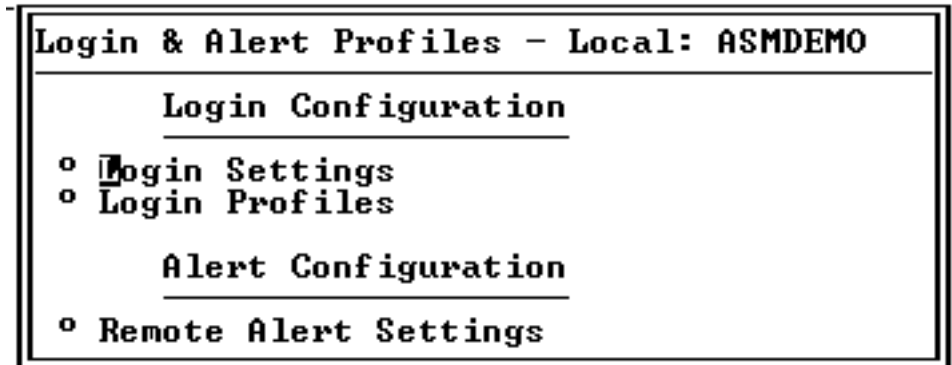 Login & Alert Profiles - Local: ASMDEMO
Login Configuration
° Login Settings
° Login Profiles
Alert Configuration
° Remote Alert Settings